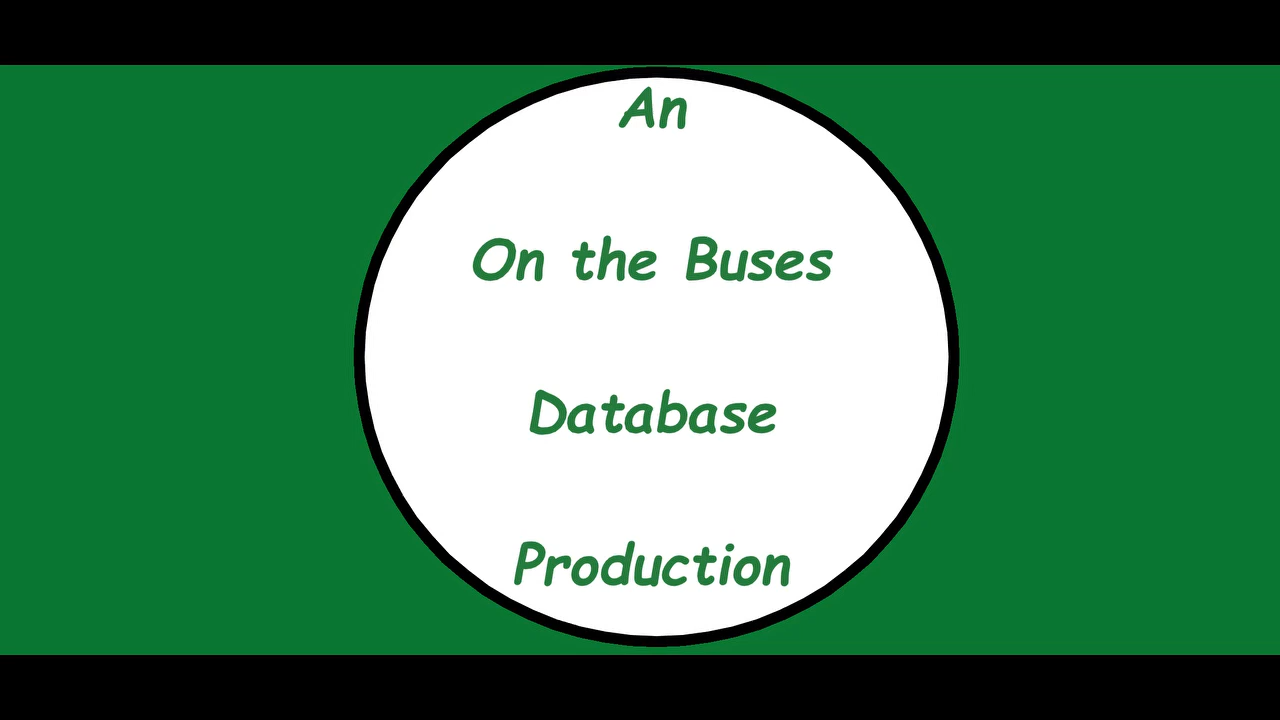 An
On the Buses
Database
Production